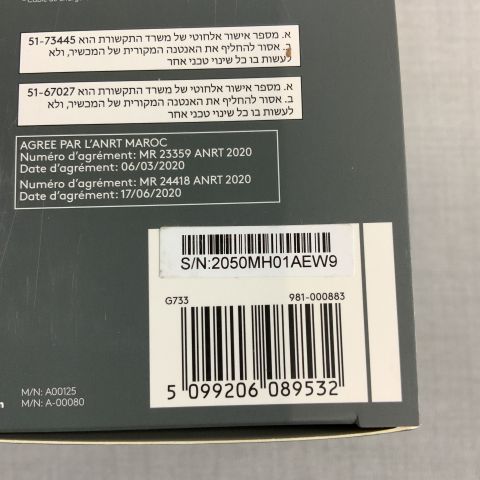 א. מספר אישור אלחוטי של משרד התקשורת הוא 51-73445
ב. אסור להחליף את האנטנה המקורית של המכשיר, ולא
לעשות בו כל שינוי טכני אחר
א. מספר אישור אלחוטי של משרד התקשורת הוא 51-67027
ב. אסור להחליף את האנטנה המקורית של המכשיר, ולא
לעשות בו כל שינוי טכני אחר
AGREE PAR L'ANRT MAROC
Numéro d'agrément: MR 23359 ANRT 2020
Date d'agrément: 06/03/2020
Numéro d'agrément: MR 24418 ANRT 2020
Date d'agrément: 17/06/2020
S/N:2050MH01AEW9
G733 981-000883
5 099206 089532
M/N: A00125
M/N: A-00080